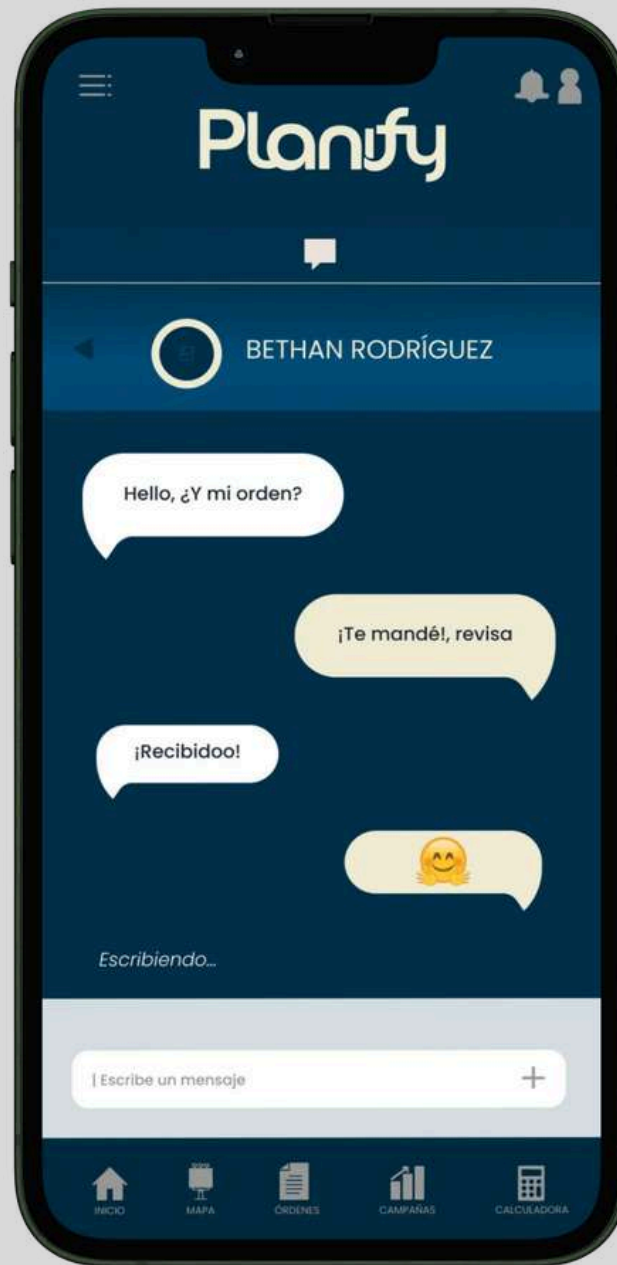 Planify
BETHAN RODRÍGUEZ
Hello, ¿Y mi orden?
¡Te mandé!, revisa
¡Recibidoo!
Escribiendo...
| Escribe un mensaje
INICIO
MAPA
ÓRDENES
CAMPAÑAS
CALCULADORA